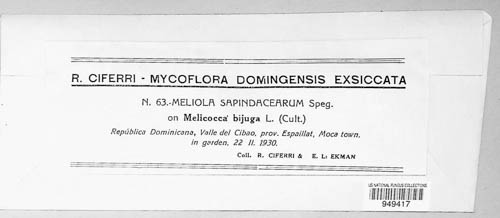 R. CIFERRI - MYCOFLORA DOMINGENSIS EXSICCATA
N. 63.-MELIOLA SAPINDACEARUM Speg.
on Melicocca bijuga L. (Cult.)
República Dominicana, Valle del Cibao, prov. Espaillat, Moca town,
in garden, 22 II. 1930.
Coll. R. CIFERRI & E. L. EKMAN
US NATIONAL FUNGUS COLLECTIONS
949417